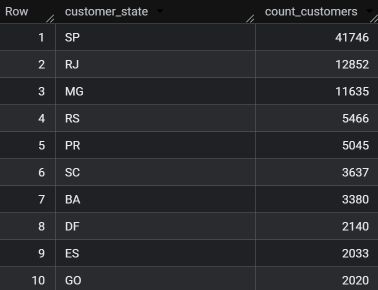 Row customer_state count_customers
1 SP 41746
2 RJ 12852
3 MG 11635
4 RS 5466
5 PR 5045
6 SC 3637
7 BA 3380
8 DF 2140
9 ES 2033
10 GO 2020